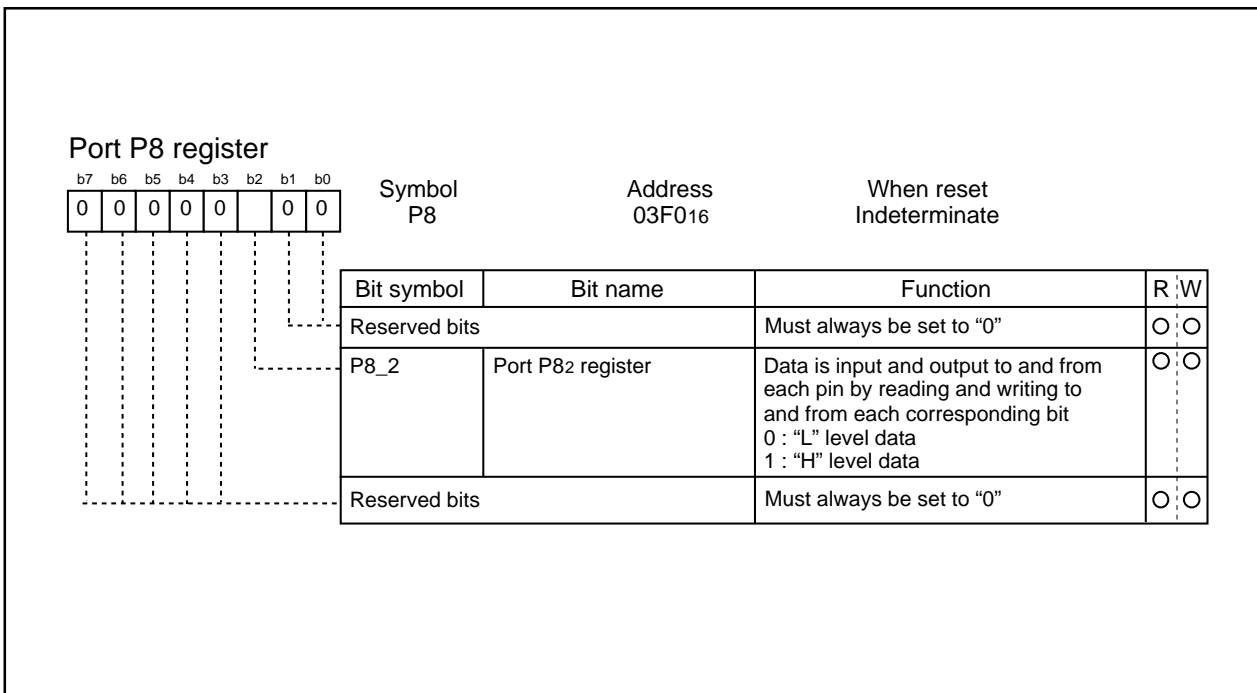 Port P8 register
b7 b6 b5 b4 b3 b2 b1 b0
0 0 0 0 0 0 0
Symbol Address When reset
P8 03F016 Indeterminate
Bit symbol Bit name Function R W
Reserved bits Must always be set to “0” O O
P8_2 Port P82 register Data is input and output to and from O O
each pin by reading and writing to
and from each corresponding bit
0 : “L” level data
1 : “H” level data
Reserved bits Must always be set to “0” O O